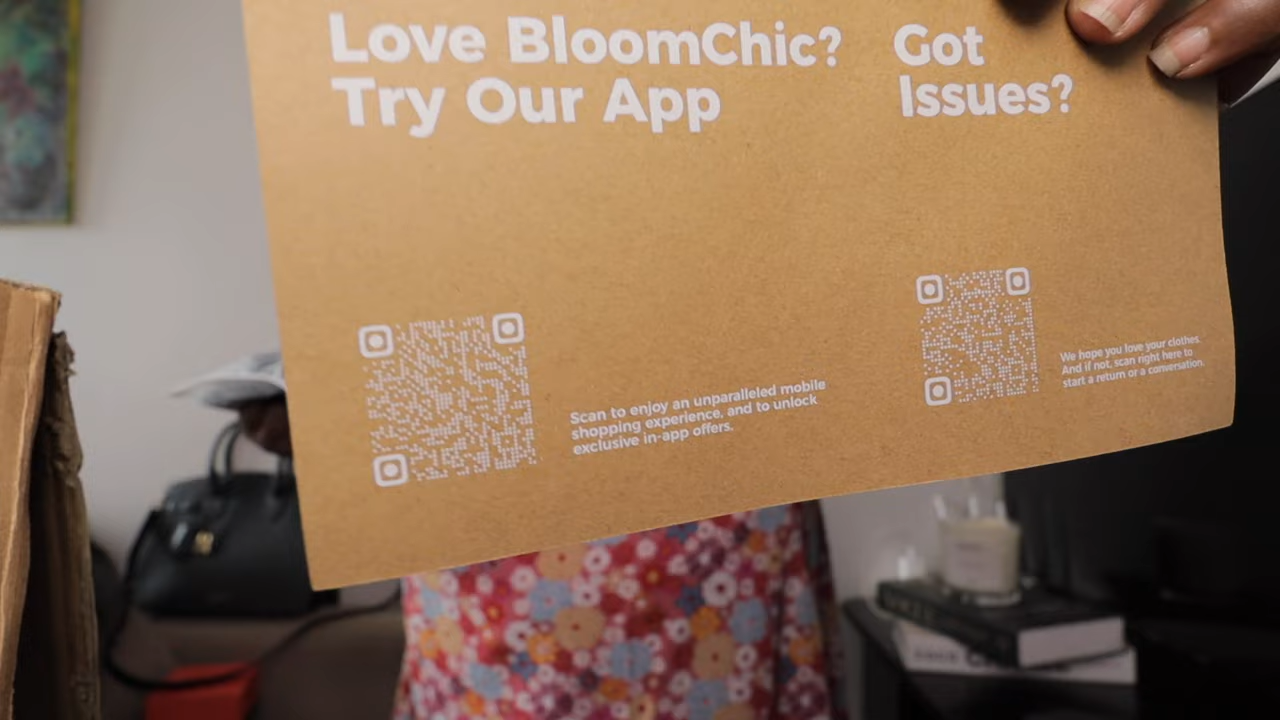 Love BloomChic?
Try Our App
Got
Issues?
Scan to enjoy an unparalleled mobile
shopping experience, and to unlock
exclusive in-app offers.
We hope you love your clothes.
And if not, scan right here to
start a return or a conversation.